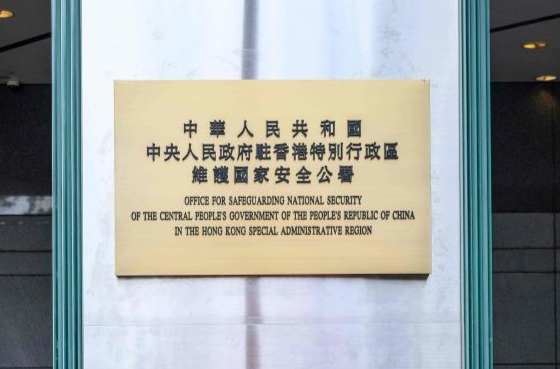 中華人民共和國
中央人民政府駐香港特別行政區
維護國家安全公署
OFFICE FOR SAFEGUARDING NATIONAL SECURITY
OF THE CENTRAL PEOPLE'S GOVERNMENT OF THE PEOPLE'S REPUBLIC OF CHINA
IN THE HONG KONG SPECIAL ADMINISTRATIVE REGION